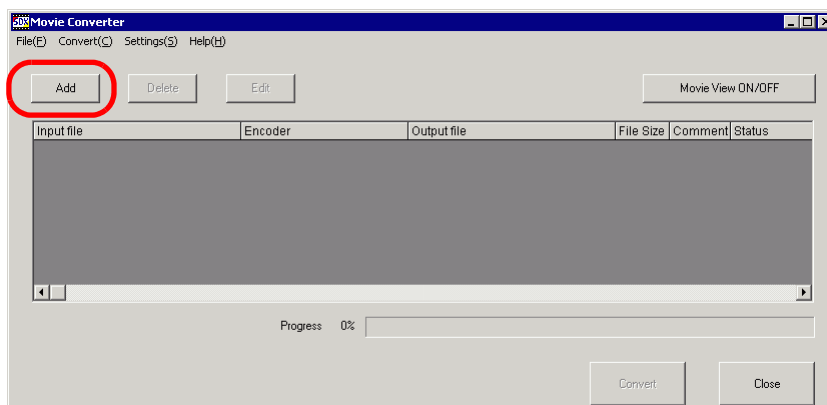 SDX Movie Converter
File(F) Convert(C) Settings(S) Help(H)
Add Delete Edit Movie View ON/OFF
Input file Encoder Output file File Size Comment Status
Progress 0%
Convert Close